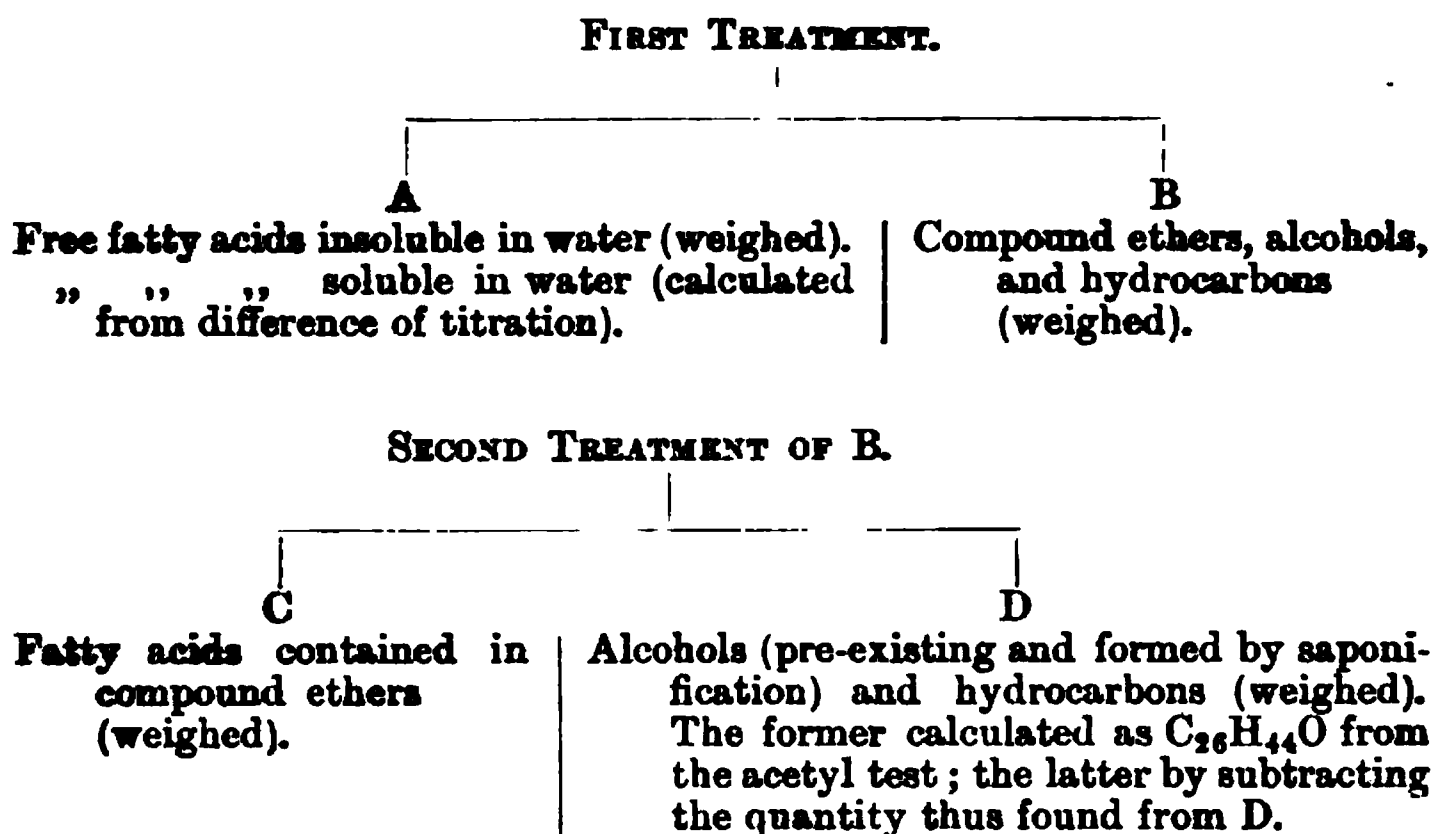 FIRST TREATMENT.
A
Free fatty acids insoluble in water (weighed).
„ „ „ soluble in water (calculated
from difference of titration).
B
Compound ethers, alcohols,
and hydrocarbons
(weighed).
SECOND TREATMENT OF B.
C
Fatty acids contained in
compound ethers
(weighed).
D
Alcohols (pre-existing and formed by saponi-
fication) and hydrocarbons (weighed).
The former calculated as C₂₆H₄₄O from
the acetyl test ; the latter by subtracting
the quantity thus found from D.